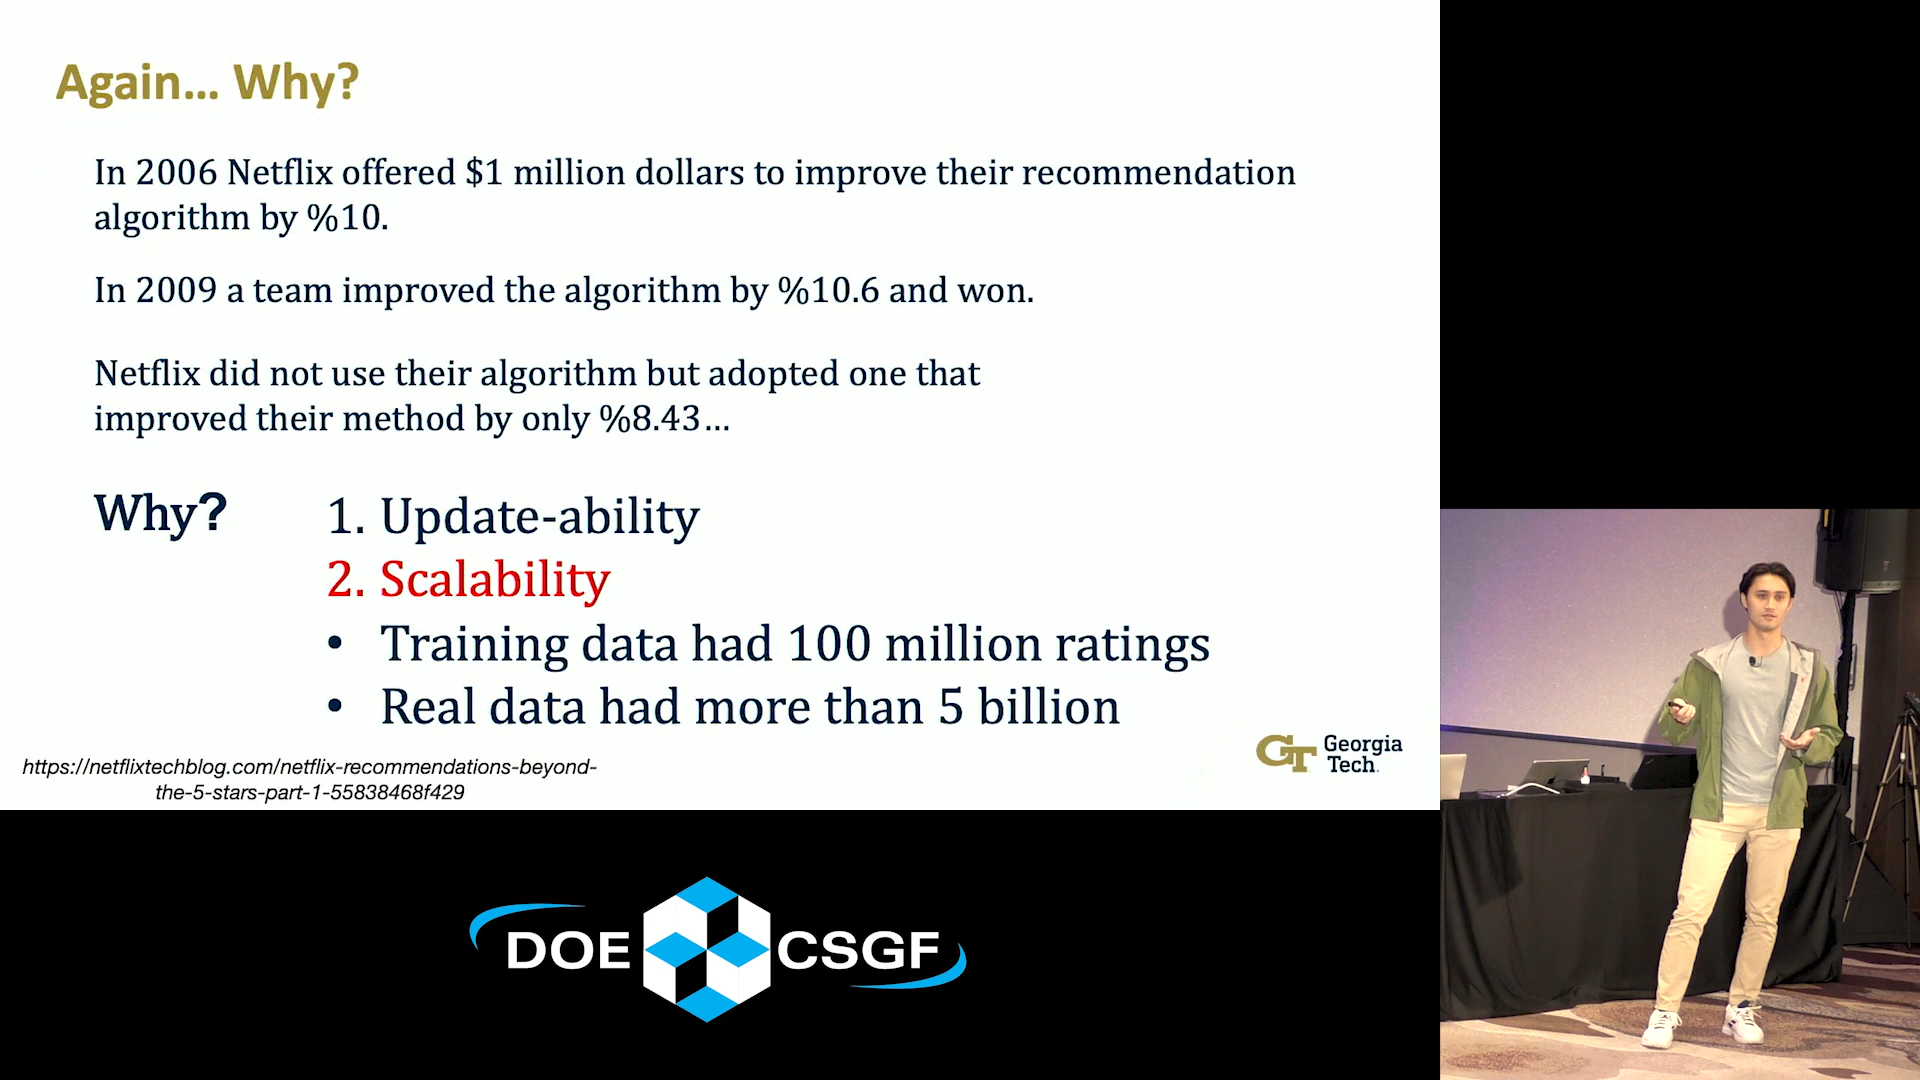 Again... Why?
In 2006 Netflix offered $1 million dollars to improve their recommendation
algorithm by %10.
In 2009 a team improved the algorithm by %10.6 and won.
Netflix did not use their algorithm but adopted one that
improved their method by only %8.43...
Why?
1. Update-ability
2. Scalability
• Training data had 100 million ratings
• Real data had more than 5 billion
https://netflixtechblog.com/netflix-recommendations-beyond-
the-5-stars-part-1-55838468f429
GT Georgia
Tech
DOE CSGF